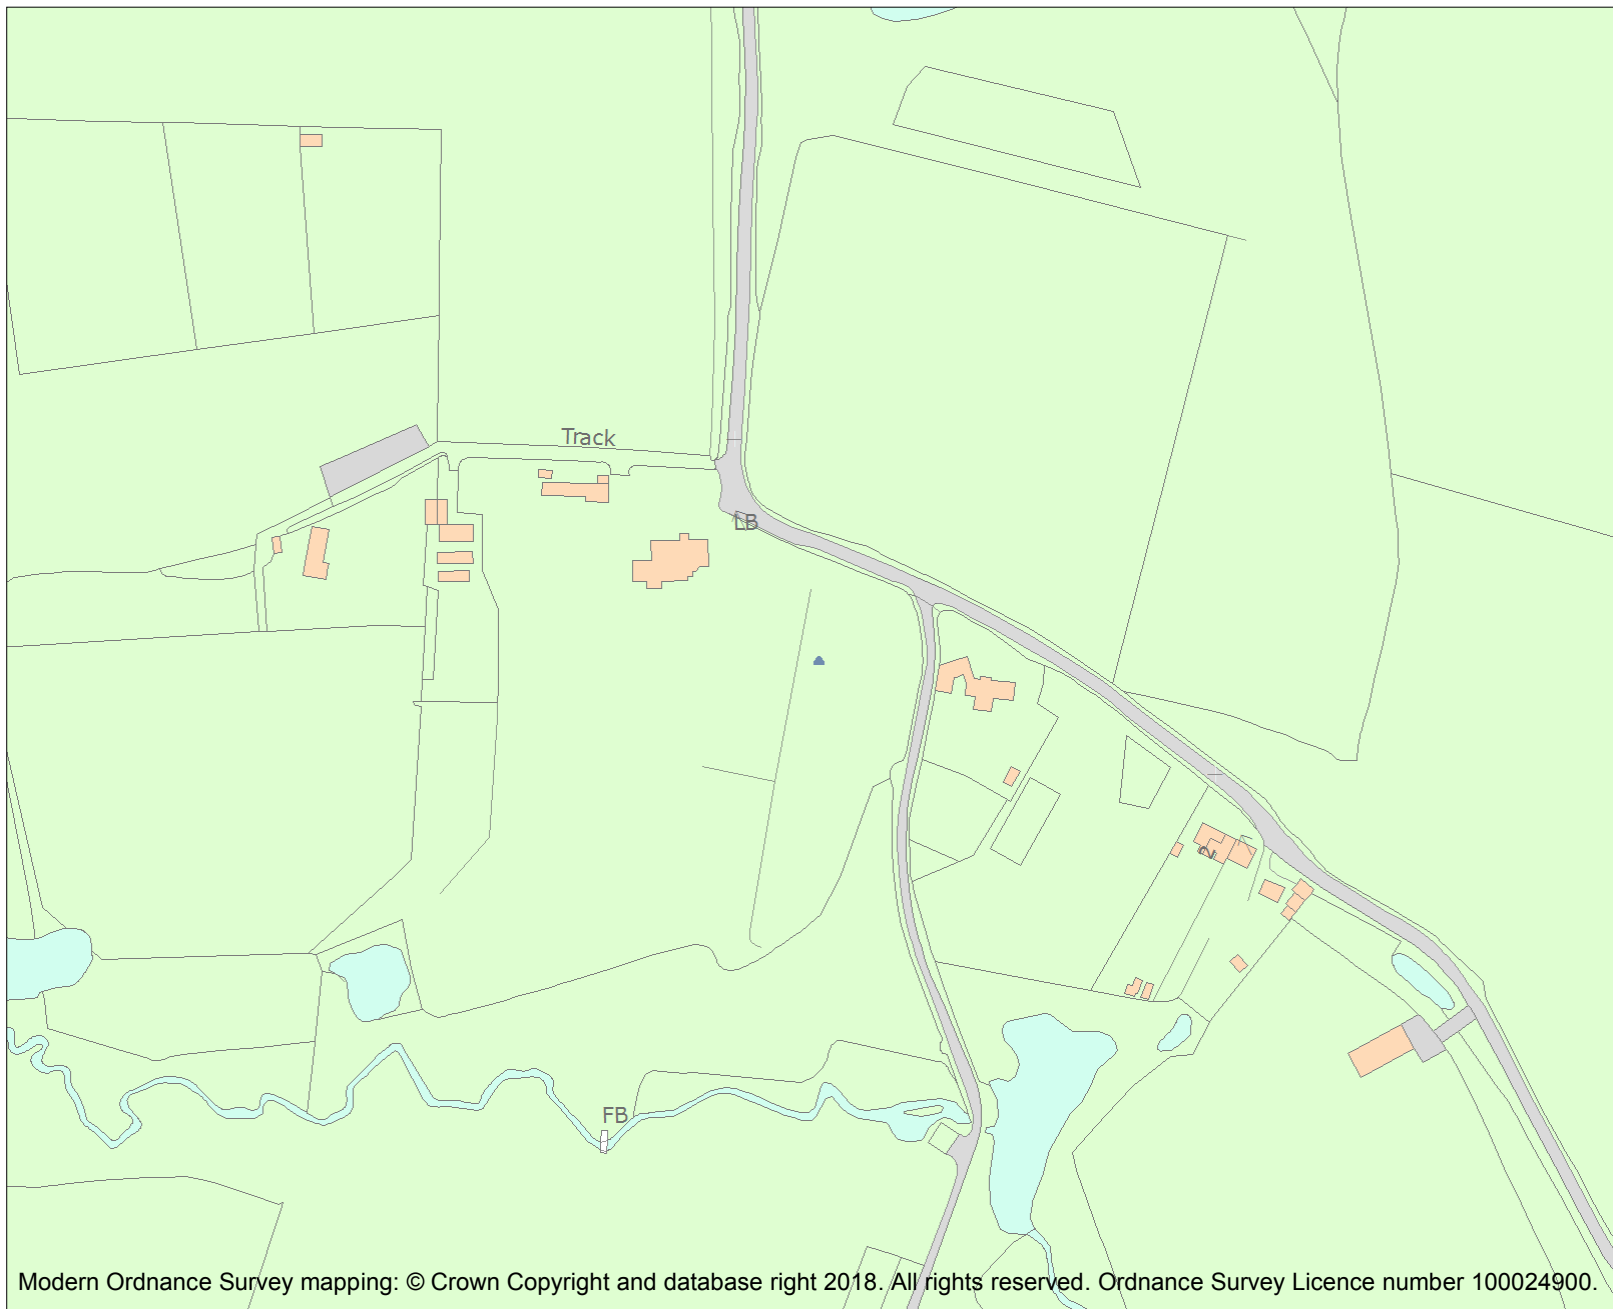 Track
LB
2
FB
Modern Ordnance Survey mapping: © Crown Copyright and database right 2018. All rights reserved. Ordnance Survey Licence number 100024900.